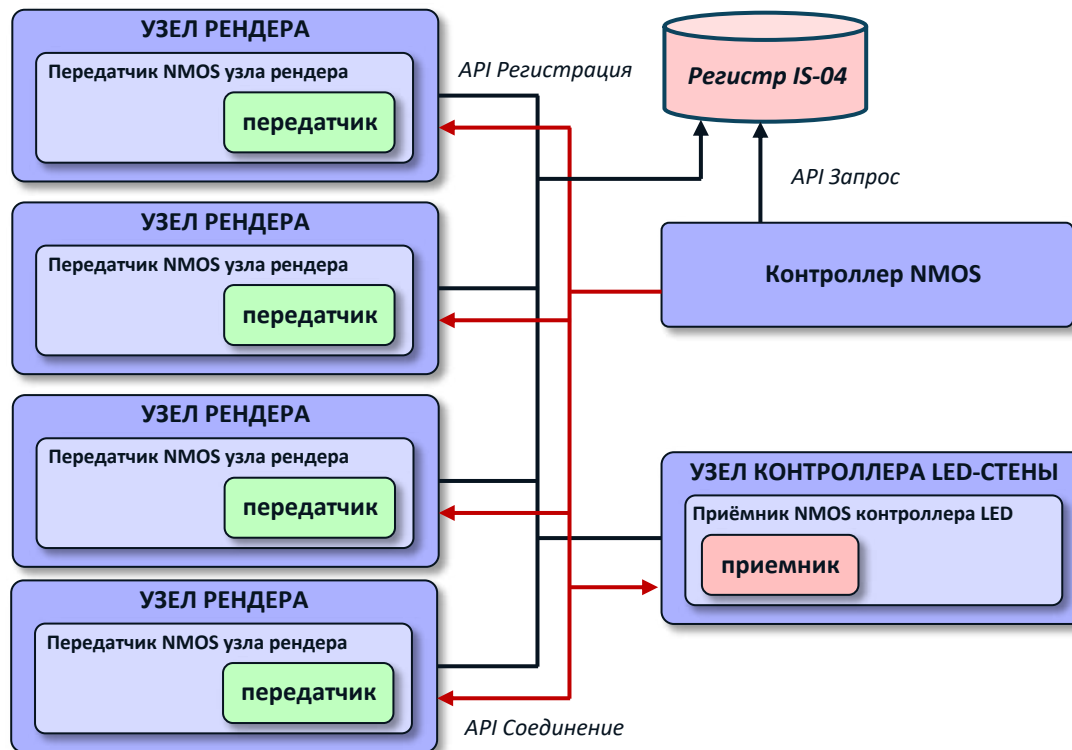 УЗЕЛ РЕНДЕРА
Передатчик NMOS узла рендера
передатчик
API Регистрация
Регистр IS-04
API Запрос
УЗЕЛ РЕНДЕРА
Передатчик NMOS узла рендера
передатчик
Контроллер NMOS
УЗЕЛ РЕНДЕРА
Передатчик NMOS узла рендера
передатчик
УЗЕЛ КОНТРОЛЛЕРА LED-СТЕНЫ
Приёмник NMOS контроллера LED
приемник
УЗЕЛ РЕНДЕРА
Передатчик NMOS узла рендера
передатчик
API Соединение